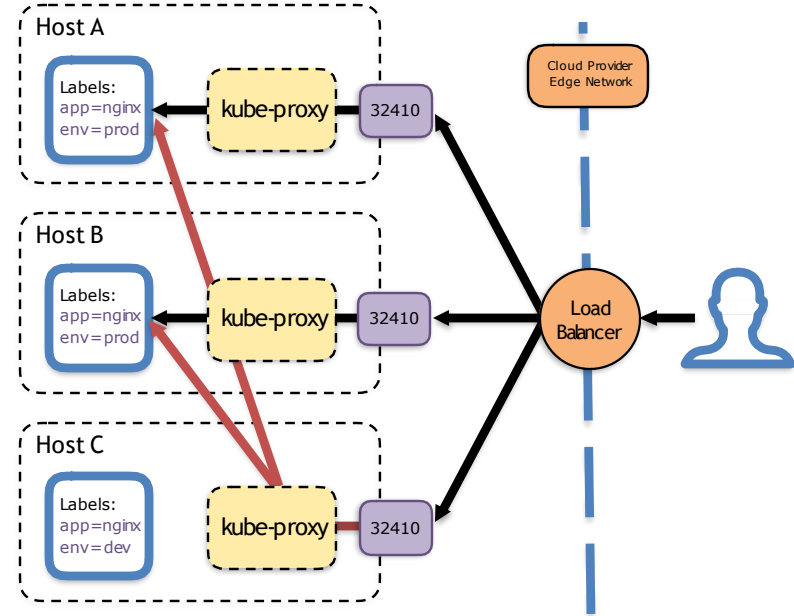 Host A
Labels:
app=nginx
env=prod
kube-proxy
32410
Cloud Provider
Edge Network
Host B
Labels:
app=nginx
env=prod
kube-proxy
32410
Load
Balancer
Host C
Labels:
app=nginx
env=dev
kube-proxy
32410